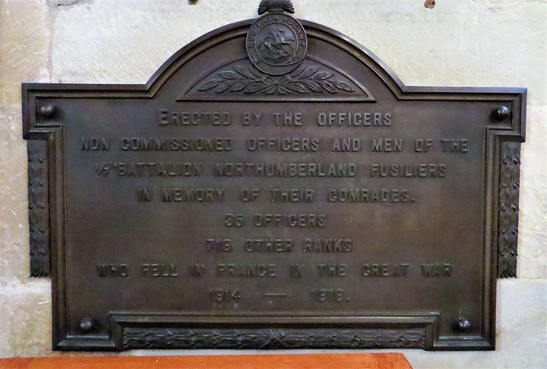 ERECTED BY THE OFFICERS
NON COMMISSIONED OFFICERS AND MEN OF THE
1/7TH BATTALION NORTHUMBERLAND FUSILIERS
IN MEMORY OF THEIR COMRADES.
35 OFFICERS
719 OTHER RANKS
WHO FELL IN FRANCE IN THE GREAT WAR
1914 — 1918.